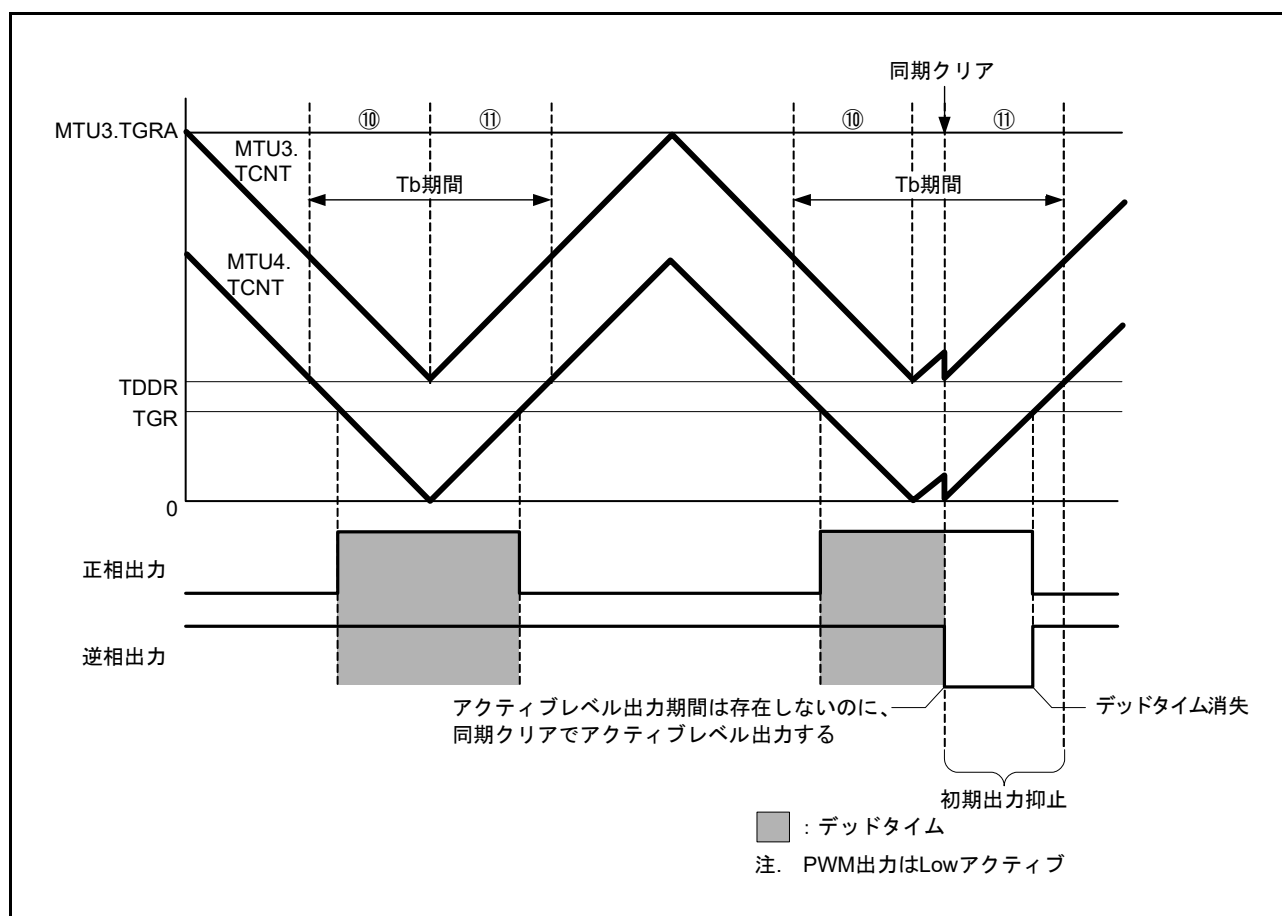 同期クリア
MTU3.TGRA
⑩
⑪
⑩
⑪
MTU3.
TCNT
Tb期間
Tb期間
MTU4.
TCNT
TDDR
TGR
0
正相出力
逆相出力
アクティブレベル出力期間は存在しないのに、
同期クリアでアクティブレベル出力する
デッドタイム消失
初期出力抑止
：デッドタイム
注. PWM出力はLowアクティブ